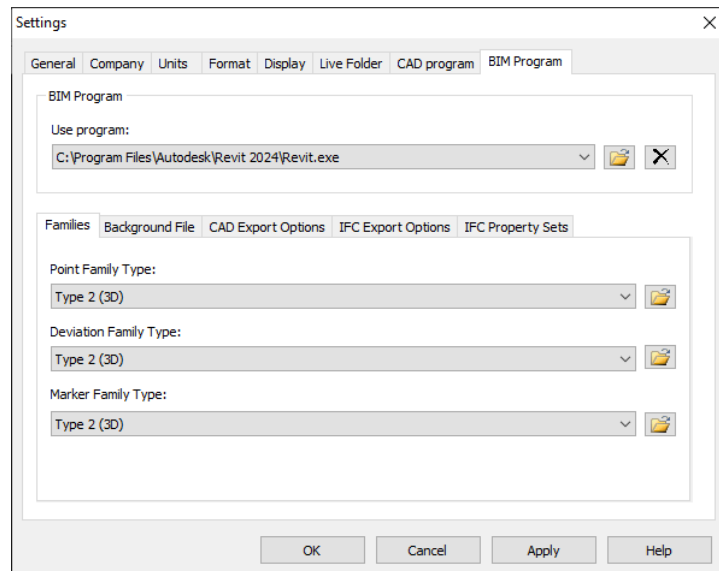 Settings
General Company Units Format Display Live Folder CAD program BIM Program
BIM Program
Use program:
C:\Program Files\Autodesk\Revit 2024\Revit.exe
Families Background File CAD Export Options IFC Export Options IFC Property Sets
Point Family Type:
Type 2 (3D)
Deviation Family Type:
Type 2 (3D)
Marker Family Type:
Type 2 (3D)
OK Cancel Apply Help